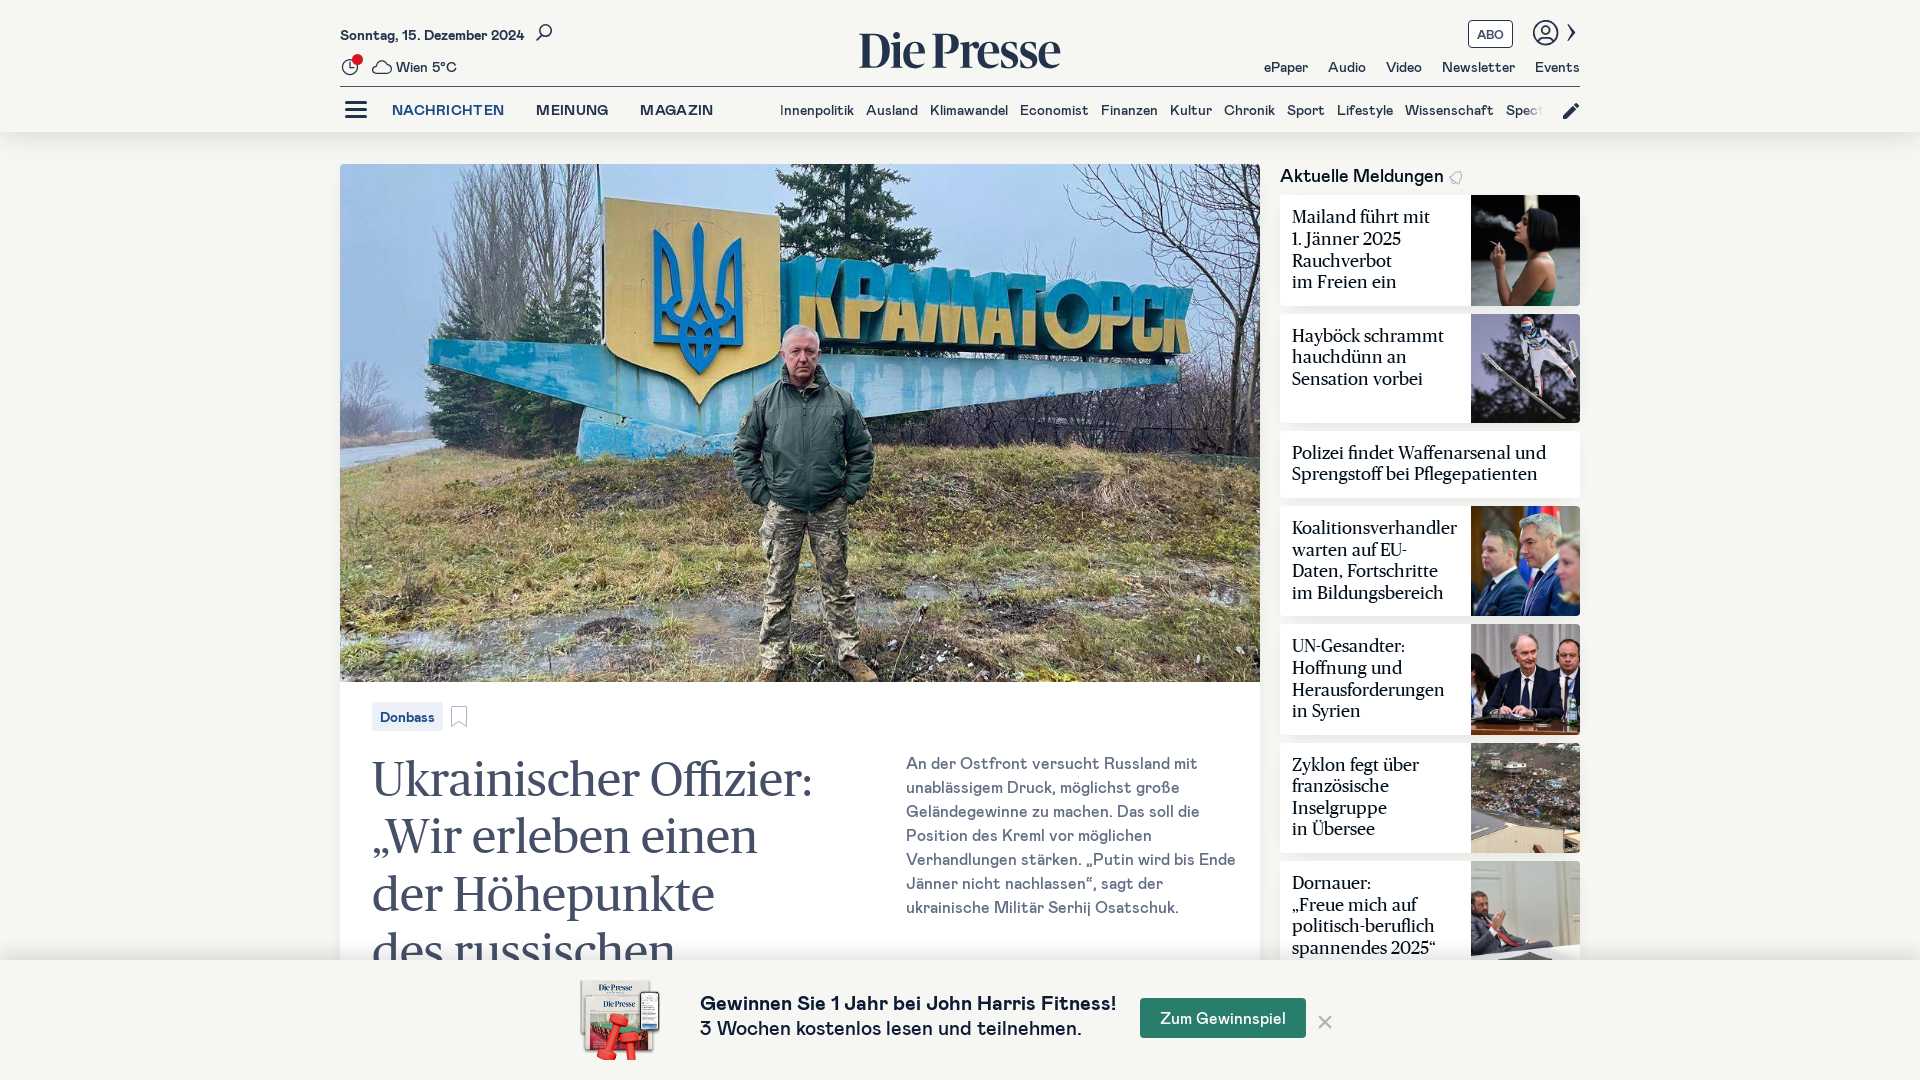 Sonntag, 15. Dezember 2024
Wien 5°C
Die Presse
ABO
ePaper Audio Video Newsletter Events
NACHRICHTEN MEINUNG MAGAZIN
Innenpolitik Ausland Klimawandel Economist Finanzen Kultur Chronik Sport Lifestyle Wissenschaft Spect
КРАМАТОРСК
Donbass
Ukrainischer Offizier:
„Wir erleben einen
der Höhepunkte
des russischen
An der Ostfront versucht Russland mit
unablässigem Druck, möglichst große
Geländegewinne zu machen. Das soll die
Position des Kreml vor möglichen
Verhandlungen stärken. „Putin wird bis Ende
Jänner nicht nachlassen“, sagt der
ukrainische Militär Serhij Osatschuk.
Aktuelle Meldungen
Mailand führt mit
1. Jänner 2025
Rauchverbot
im Freien ein
Hayböck schrammt
hauchdünn an
Sensation vorbei
Polizei findet Waffenarsenal und
Sprengstoff bei Pflegepatienten
Koalitionsverhandler
warten auf EU-
Daten, Fortschritte
im Bildungsbereich
UN-Gesandter:
Hoffnung und
Herausforderungen
in Syrien
Zyklon fegt über
französische
Inselgruppe
in Übersee
Dornauer:
„Freue mich auf
politisch-beruflich
spannendes 2025“
Die Presse
Die Presse
Gewinnen Sie 1 Jahr bei John Harris Fitness!
3 Wochen kostenlos lesen und teilnehmen.
Zum Gewinnspiel